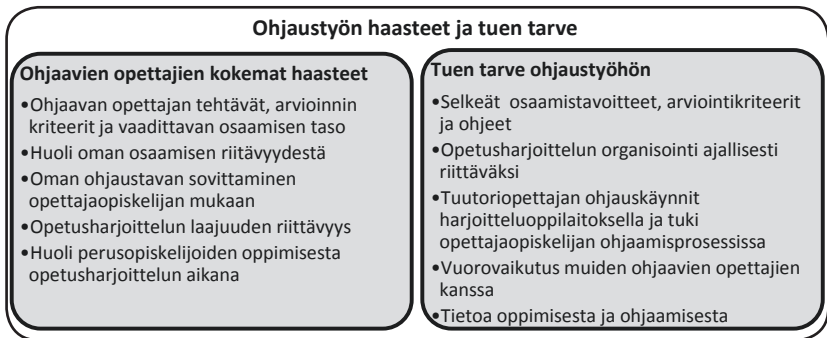 Ohjaustyön haasteet ja tuen tarve
Ohjaavien opettajien kokemat haasteet
•Ohjaavan opettajan tehtävät, arvioinnin
kriteerit ja vaadittavan osaamisen taso
•Huoli oman osaamisen riitävyydestä
•Oman ohjaustavan sovittaminen
opettajaopiskelijan mukaan
•Opetusharjoittelun laajuuden riittävyys
•Huoli perusopiskelijoiden oppimisesta
opetusharjoittelun aikana
Tuen tarve ohjaustyöhön
•Selkeät osaamistavoitteet, arviointikriteerit
ja ohjeet
•Opetusharjoittelun organisointi ajallisesti
riittäväksi
•Tuutoriopettajan ohjauskäynnit
harjoitteluoppilaitoksella ja tuki
opettajaopiskelijan ohjaamisprosessissa
•Vuorovaikutus muiden ohjaavien opettajien
kanssa
•Tietoa oppimisesta ja ohjaamisesta